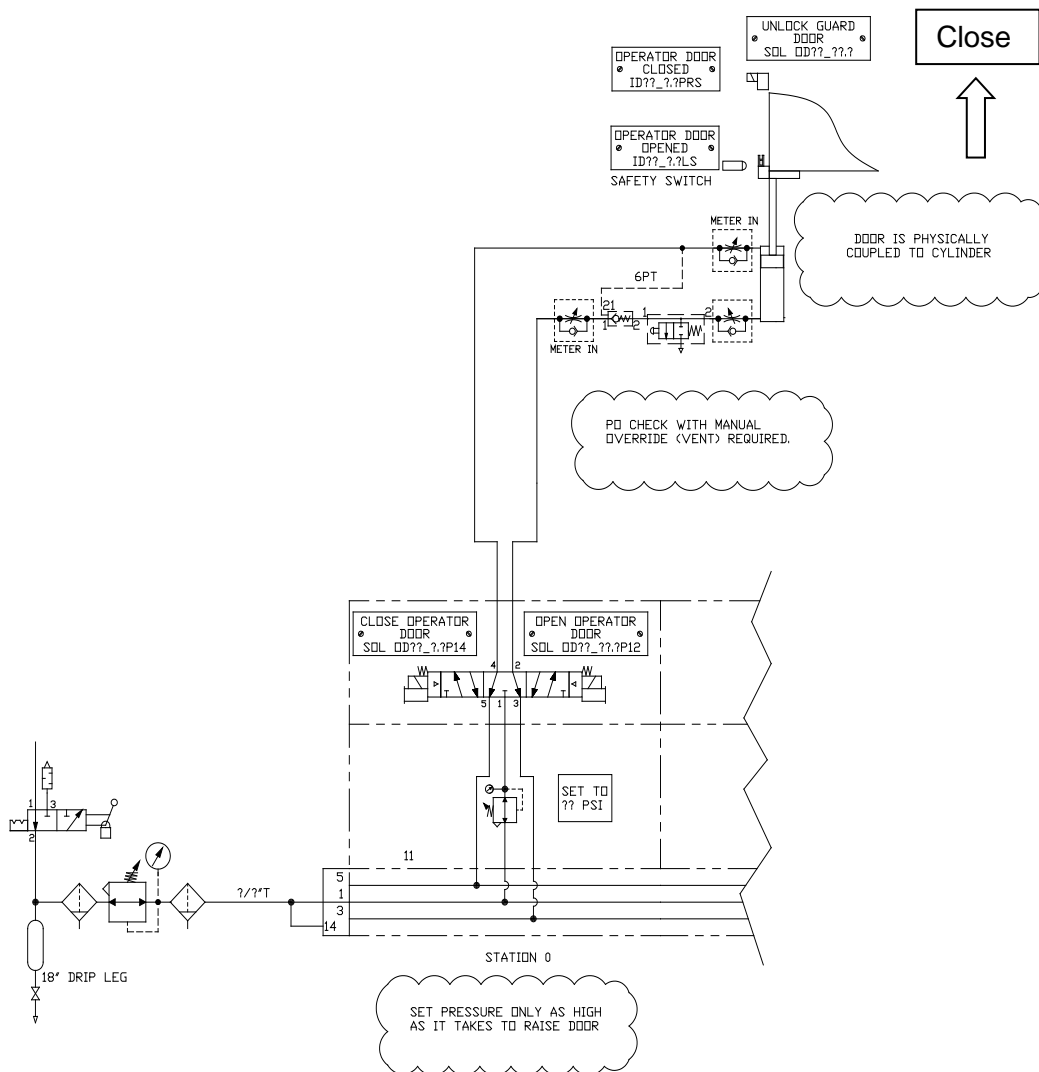 UNLOCK GUARD
DOOR
SOL OD??_??.?
Close
OPERATOR DOOR
CLOSED
ID??_?.?PRS
OPERATOR DOOR
OPENED
ID??_?.?LS
SAFETY SWITCH
METER IN
DOOR IS PHYSICALLY
COUPLED TO CYLINDER
6PT
21
1
2
1
2
METER IN
PO CHECK WITH MANUAL
OVERRIDE (VENT) REQUIRED.
CLOSE OPERATOR
DOOR
SOL OD??_?.?P14
OPEN OPERATOR
DOOR
SOL OD??_??.?P12
4
2
5
1
3
SET TO
?? PSI
1
3
2
11
5
1
3
14
?/?"T
18" DRIP LEG
STATION 0
SET PRESSURE ONLY AS HIGH
AS IT TAKES TO RAISE DOOR